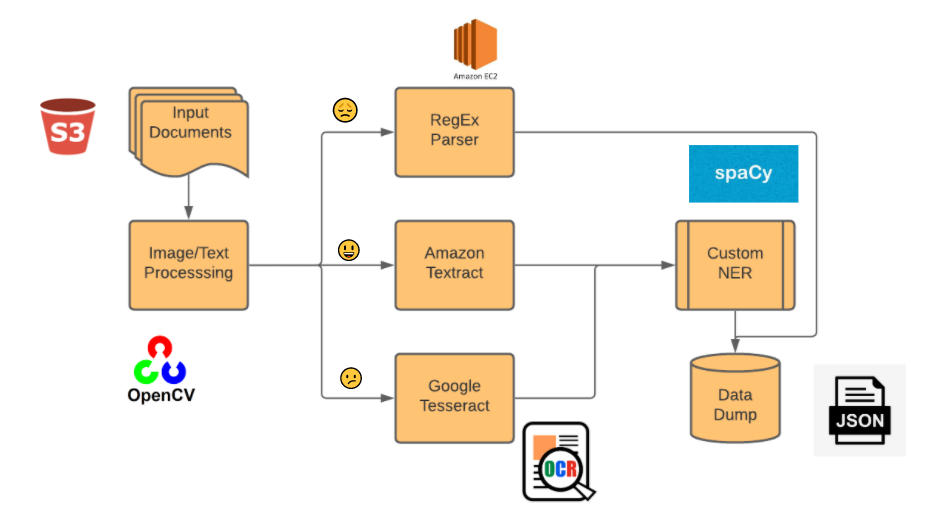 Amazon EC2
S3
Input
Documents
RegEx
Parser
spaCy
Image/Text
Processsing
Amazon
Textract
Custom
NER
OpenCV
Google
Tesseract
Data
Dump
JSON
OCR